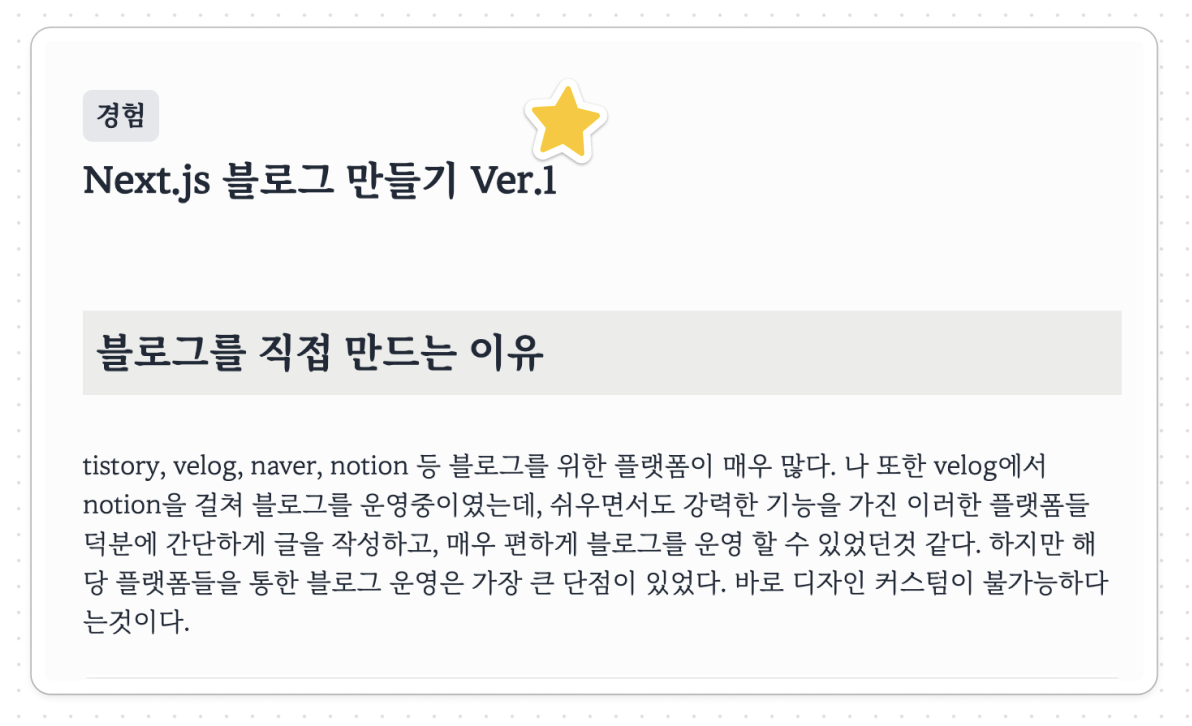 경험
Next.js 블로그 만들기 Ver.1
블로그를 직접 만드는 이유
tistory, velog, naver, notion 등 블로그를 위한 플랫폼이 매우 많다. 나 또한 velog에서
notion을 걸쳐 블로그를 운영중이였는데, 쉬우면서도 강력한 기능을 가진 이러한 플랫폼들
덕분에 간단하게 글을 작성하고, 매우 편하게 블로그를 운영 할 수 있었던것 같다. 하지만 해
당 플랫폼들을 통한 블로그 운영은 가장 큰 단점이 있었다. 바로 디자인 커스텀이 불가능하다
는것이다.